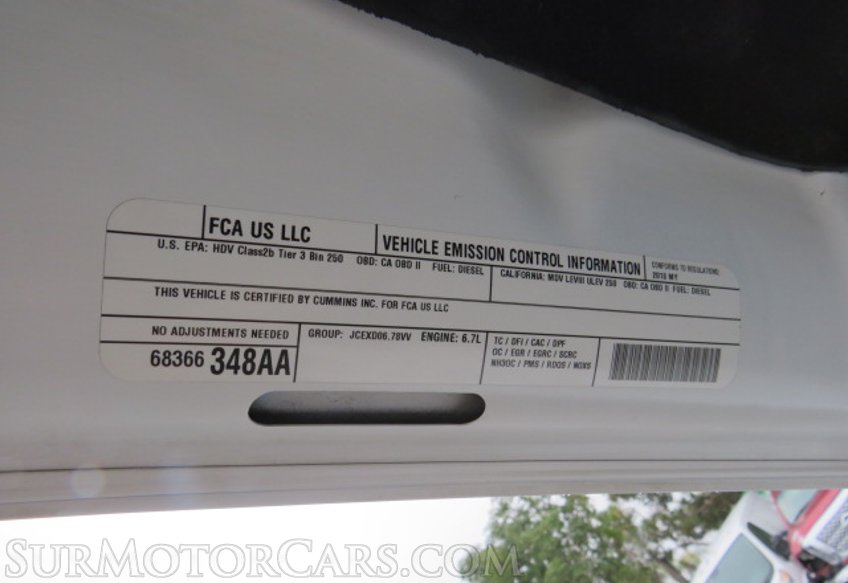 FCA US LLC
VEHICLE EMISSION CONTROL INFORMATION
CONFORMS TO REGULATIONS:
2018 MY
U.S. EPA: HDV Class2b Tier 3 Bin 250 OBD: CA OBD II FUEL: DIESEL
CALIFORNIA: MDV LEVIII ULEV 250 OBD: CA OBD II FUEL: DIESEL
THIS VEHICLE IS CERTIFIED BY CUMMINS INC. FOR FCA US LLC
NO ADJUSTMENTS NEEDED
68366 348AA
GROUP: JCEXD06.78VV ENGINE: 6.7L
TC / DFI / CAC / DPF
OC / EGR / EGRC / SCRC
NH3OC / PMS / RDQS / NOXS
SurMotorCars.com